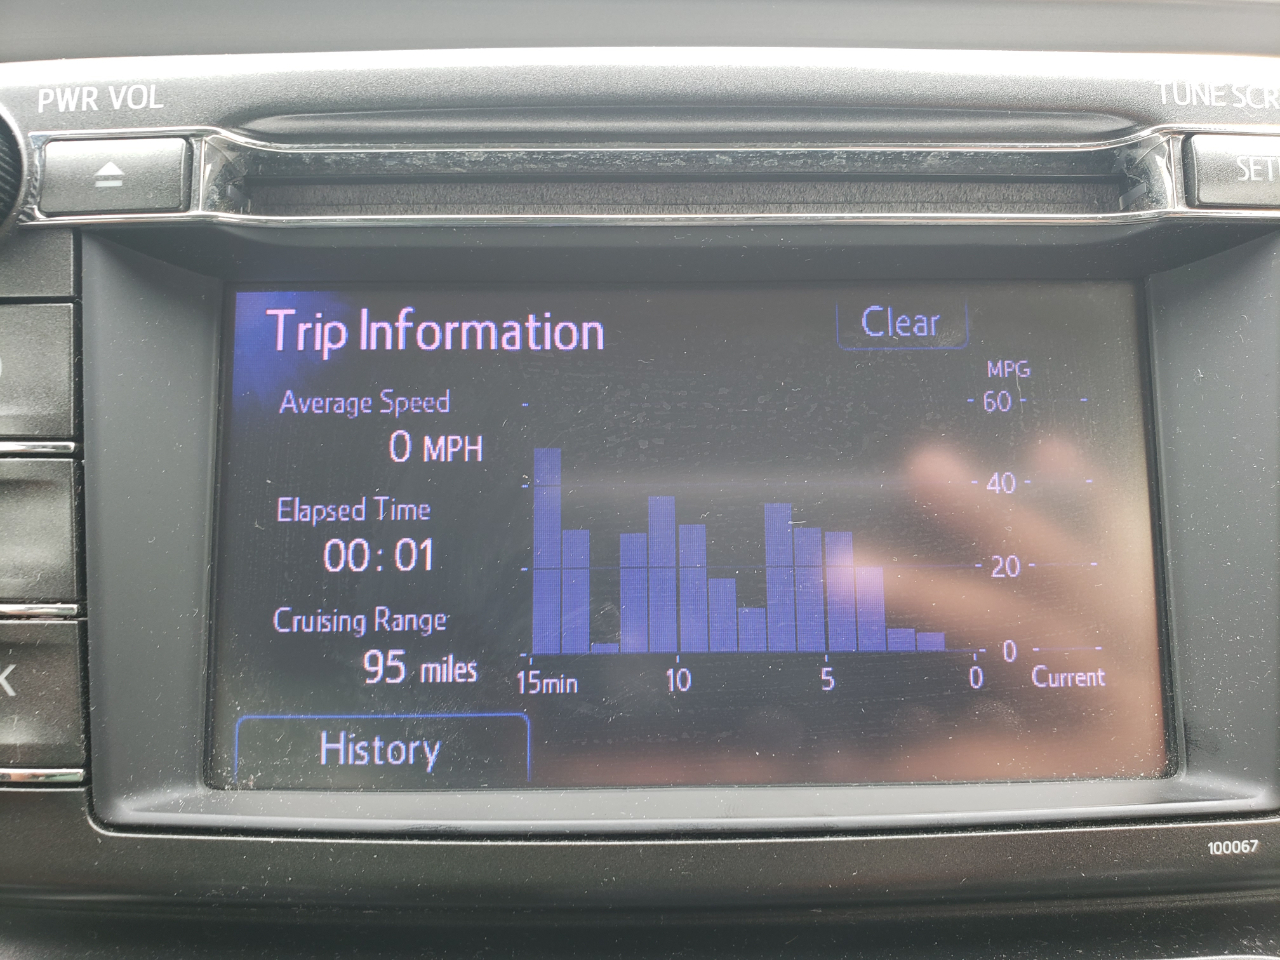 PWR VOL
TUNE SCR
SET
Trip Information
Clear
MPG
Average Speed
60
0 MPH
40
Elapsed Time
00:01
20
Cruising Range
95 miles
0
15min 10 5 0 Current
History
100067